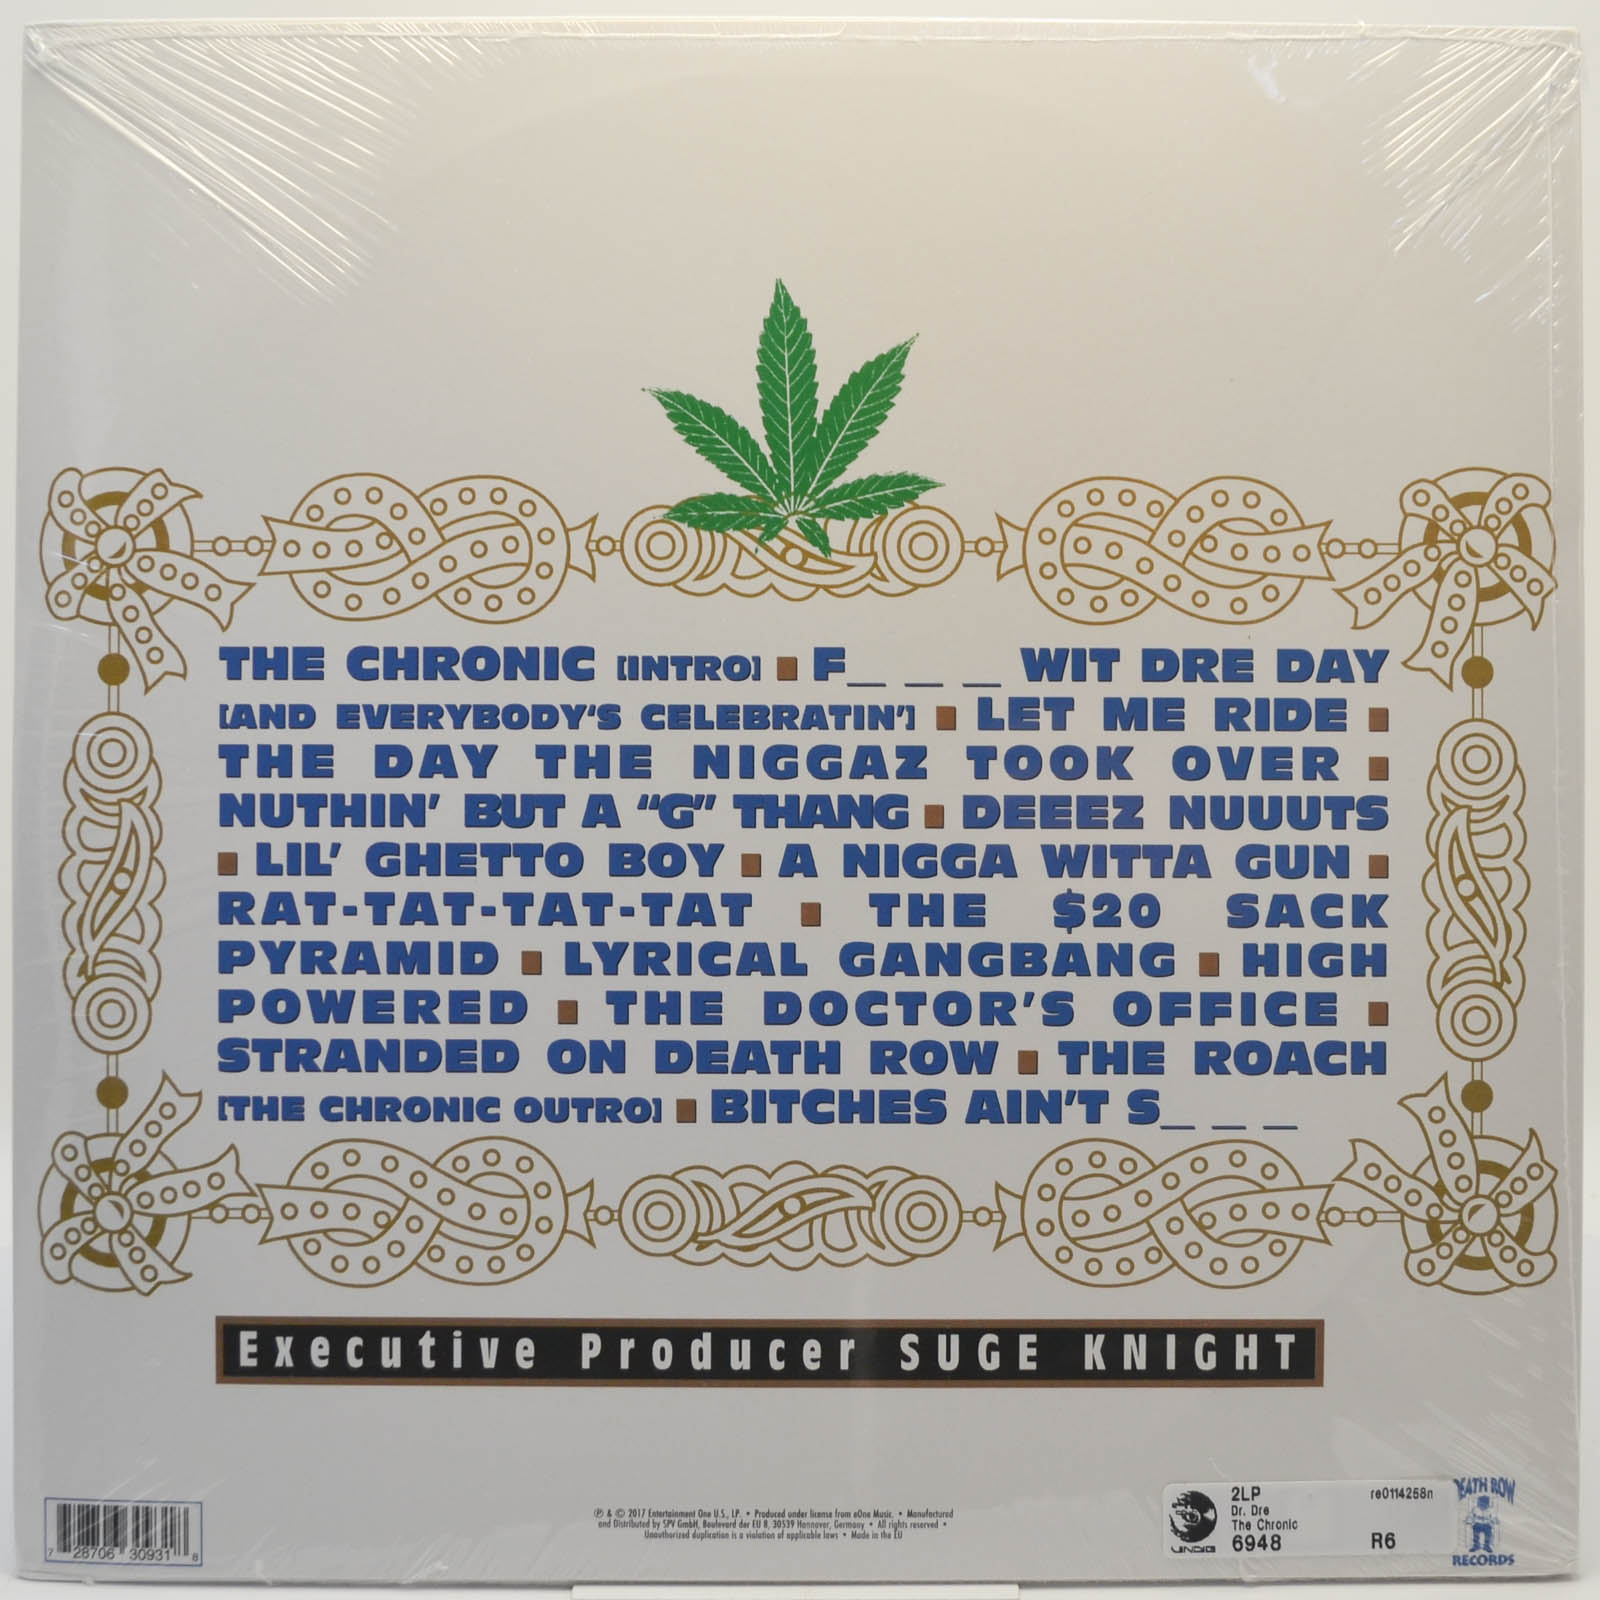 THE CHRONIC [INTRO] ■ F_ _ _ WIT DRE DAY
[AND EVERYBODY'S CELEBRATIN'] ■ LET ME RIDE ■
THE DAY THE NIGGAZ TOOK OVER ■
NUTHIN' BUT A "G" THANG ■ DEEEZ NUUUTS
■ LIL' GHETTO BOY ■ A NIGGA WITTA GUN ■
RAT-TAT-TAT-TAT ■ THE $20 SACK
PYRAMID ■ LYRICAL GANGBANG ■ HIGH
POWERED ■ THE DOCTOR'S OFFICE ■
STRANDED ON DEATH ROW ■ THE ROACH
[THE CHRONIC OUTRO] ■ BITCHES AIN'T S_ _ _
Executive Producer SUGE KNIGHT
7 28706 30931 8
℗ & © 2017 Entertainment One U.S., LP. • Produced under license from eOne Music. • Manufactured
and Distributed by SPV GmbH, Boulevard der EU 8, 30539 Hannover, Germany • All rights reserved •
Unauthorized duplication is a violation of applicable laws • Made in the EU
2LP re0114258n
Dr. Dre
The Chronic
6948 R6
DEATH ROW
RECORDS